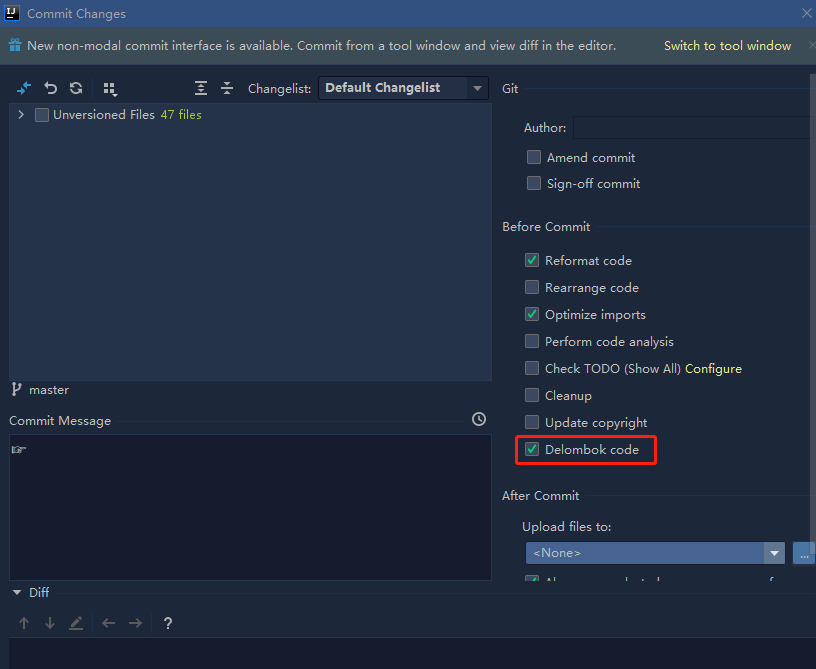 Commit Changes
New non-modal commit interface is available. Commit from a tool window and view diff in the editor.
Switch to tool window
Changelist: Default Changelist
Unversioned Files 47 files
master
Commit Message
Git
Author:
Amend commit
Sign-off commit
Before Commit
Reformat code
Rearrange code
Optimize imports
Perform code analysis
Check TODO (Show All) Configure
Cleanup
Update copyright
Delombok code
After Commit
Upload files to:
<None>
...
Diff
?